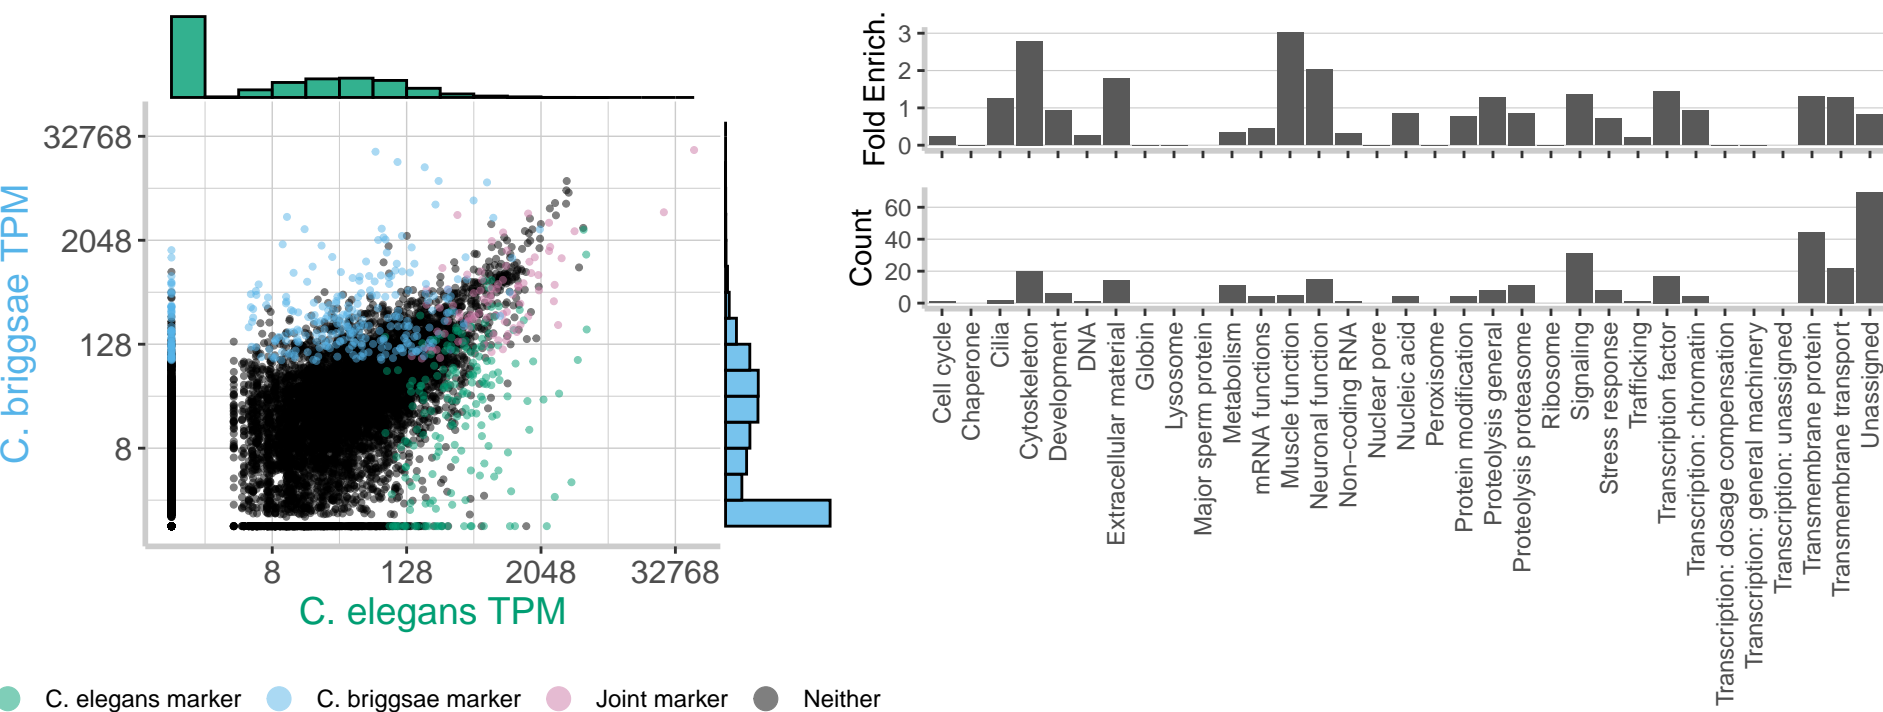 32768
2048
128
8
C. briggsae TPM
8
128
2048
32768
C. elegans TPM
C. elegans marker
C. briggsae marker
Joint marker
Neither
Fold Enrich.
3
2
1
0
Count
60
40
20
0
Cell cycle
Chaperone
Cilia
Cytoskeleton
Development
DNA
Extracellular material
Globin
Lysosome
Major sperm protein
Metabolism
mRNA functions
Muscle function
Neuronal function
Non−coding RNA
Nuclear pore
Nucleic acid
Peroxisome
Protein modification
Proteolysis general
Proteolysis proteasome
Ribosome
Signaling
Stress response
Trafficking
Transcription factor
Transcription: chromatin
Transcription: dosage compensation
Transcription: general machinery
Transcription: unassigned
Transmembrane protein
Transmembrane transport
Unassigned